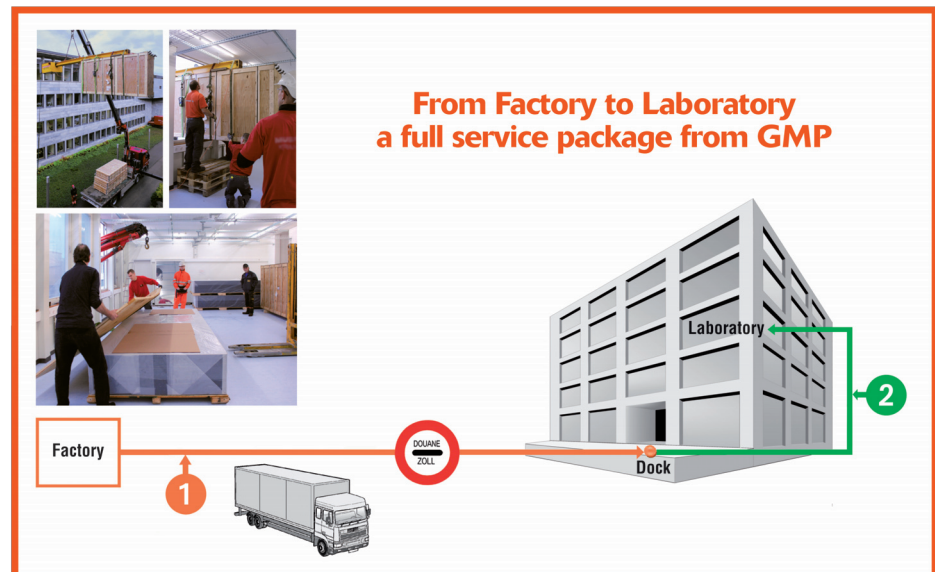 From Factory to Laboratory
a full service package from GMP
Laboratory
2
Factory
DOUANE
ZOLL
Dock
1